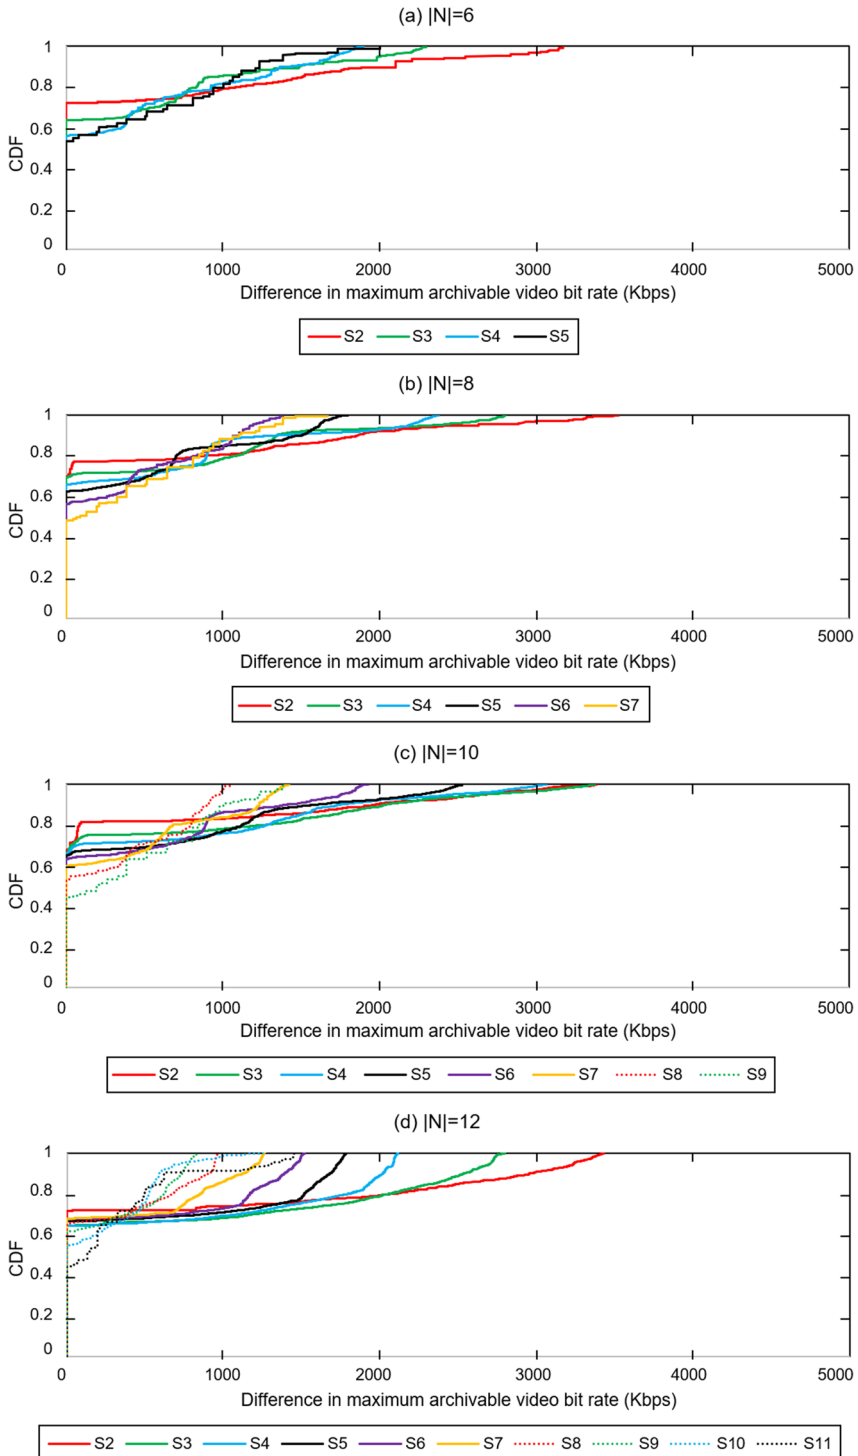 (a) |N|=6
1
0.8
0.6
0.4
0.2
0
CDF
0 1000 2000 3000 4000 5000
Difference in maximum archivable video bit rate (Kbps)
S2 S3 S4 S5
(b) |N|=8
1
0.8
0.6
0.4
0.2
0
CDF
0 1000 2000 3000 4000 5000
Difference in maximum archivable video bit rate (Kbps)
S2 S3 S4 S5 S6 S7
(c) |N|=10
1
0.8
0.6
0.4
0.2
0
CDF
0 1000 2000 3000 4000 5000
Difference in maximum archivable video bit rate (Kbps)
S2 S3 S4 S5 S6 S7 S8 S9
(d) |N|=12
1
0.8
0.6
0.4
0.2
0
CDF
0 1000 2000 3000 4000 5000
Difference in maximum archivable video bit rate (Kbps)
S2 S3 S4 S5 S6 S7 S8 S9 S10 S11